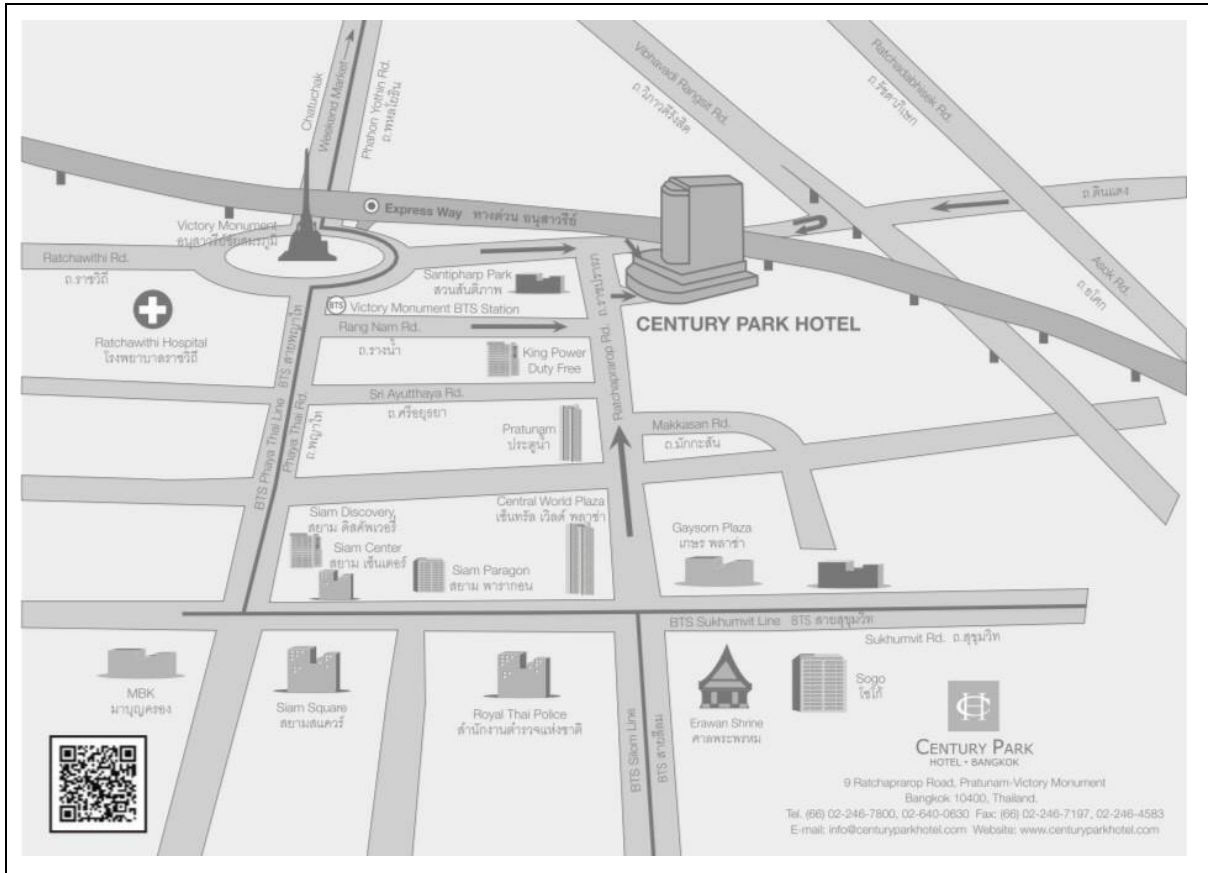 Chatuchak
Weekend Market
Phahon Yothin Rd.
ถ.พหลโยธิน
Vibhavadi Rangsit Rd.
ถ.วิภาวดีรังสิต
Ratchadabhisek Rd.
ถ.รัชดาภิเษก
ถ.ดินแดง
Express Way ทางด่วน อนุสาวรีย์
Victory Monument
อนุสาวรีย์ชัยสมรภูมิ
Ratchawithi Rd.
ถ.ราชวิถี
Santipharp Park
สวนสันติภาพ
Asok Rd.
ถ.อโศก
BTS Victory Monument BTS Station
Rang Nam Rd.
ถ.รางน้ำ
CENTURY PARK HOTEL
Ratchawithi Hospital
โรงพยาบาลราชวิถี
King Power
Duty Free
Ratchaprarop Rd. ถ.ราชปรารภ
BTS Phaya Thai Line BTS สายพญาไท
Phaya Thai Rd.
ถ.พญาไท
Sri Ayutthaya Rd.
ถ.ศรีอยุธยา
Pratunam
ประตูน้ำ
Makkasan Rd.
ถ.มักกะสัน
Siam Discovery
สยาม ดิสคัพเวอรี่
Siam Center
สยาม เซ็นเตอร์
Siam Paragon
สยาม พารากอน
Central World Plaza
เซ็นทรัล เวิลด์ พลาซ่า
Gaysorn Plaza
เกษร พลาซ่า
BTS Sukhumvit Line BTS สายสุขุมวิท
Sukhumvit Rd. ถ.สุขุมวิท
MBK
มาบุญครอง
Siam Square
สยามสแควร์
Royal Thai Police
สำนักงานตำรวจแห่งชาติ
BTS Silom Line
BTS สายสีลม
Erawan Shrine
ศาลพระพรหม
Sogo
โซโก้
CENTURY PARK
HOTEL • BANGKOK
9 Ratchaprarop Road, Pratunam-Victory Monument
Bangkok 10400, Thailand.
Tel. (66) 02-246-7800, 02-640-0630 Fax: (66) 02-246-7197, 02-246-4583
E-mail: info@centuryparkhotel.com Website: www.centuryparkhotel.com